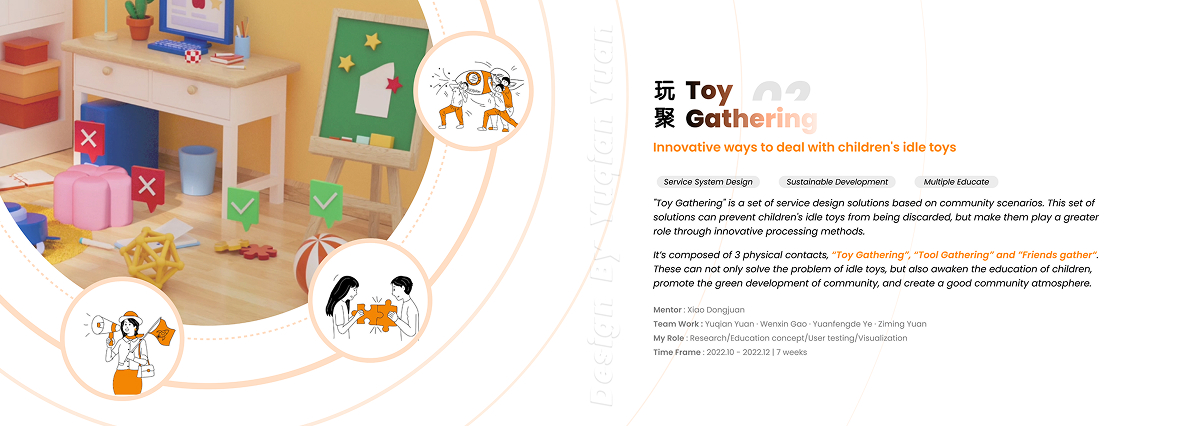 Design BY Yuqian Yuan
玩 Toy 02
聚 Gathering
Innovative ways to deal with children's idle toys
Service System Design Sustainable Development Multiple Educate
"Toy Gathering" is a set of service design solutions based on community scenarios. This set of
solutions can prevent children's idle toys from being discarded, but make them play a greater
role through innovative processing methods.
It's composed of 3 physical contacts, "Toy Gathering", "Tool Gathering" and "Friends gather".
These can not only solve the problem of idle toys, but also awaken the education of children,
promote the green development of community, and create a good community atmosphere.
Mentor : Xiao Dongjuan
Team Work : Yuqian Yuan · Wenxin Gao · Yuanfengde Ye · Ziming Yuan
My Role : Research/Education concept/User testing/Visualization
Time Frame : 2022.10 - 2022.12 | 7 weeks